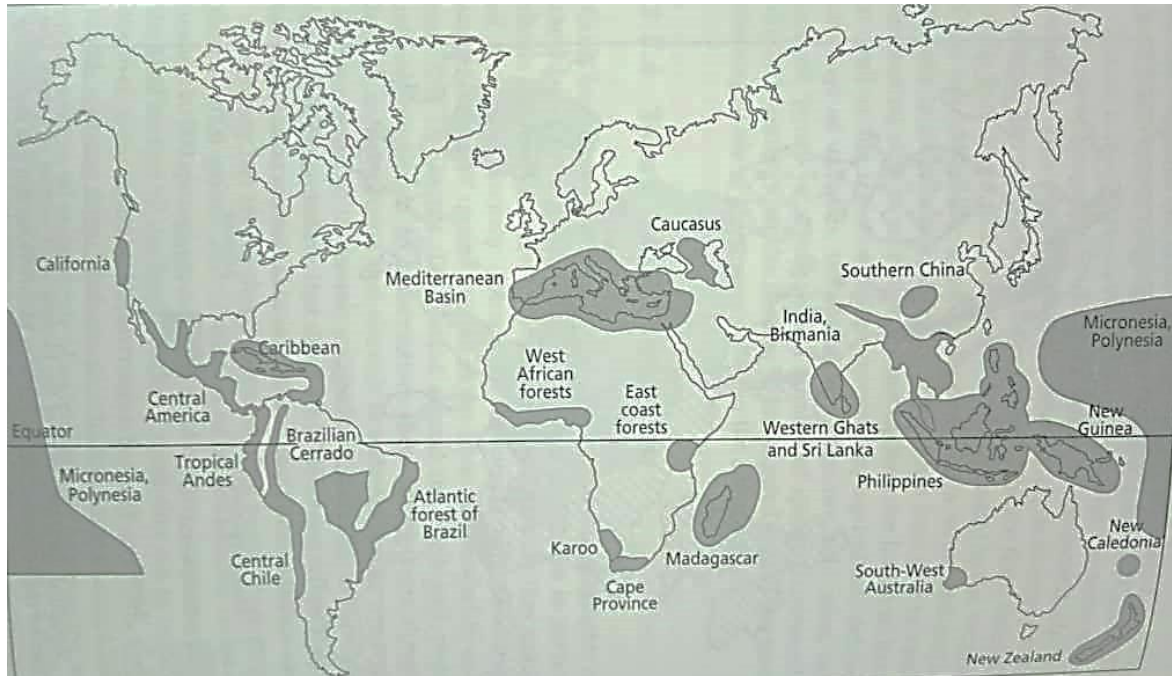 Caucasus
California
Mediterranean
Basin
Southern China
India,
Birmania
Micronesia,
Polynesia
Caribbean
West
African
forests
Central
America
East
coast
forests
New
Guinea
Equator
Brazilian
Cerrado
Western Ghats
and Sri Lanka
Tropical
Andes
Micronesia,
Polynesia
Philippines
Atlantic
forest of
Brazil
New
Caledonia
Karoo
Madagascar
Central
Chile
South-West
Australia
Cape
Province
New Zealand